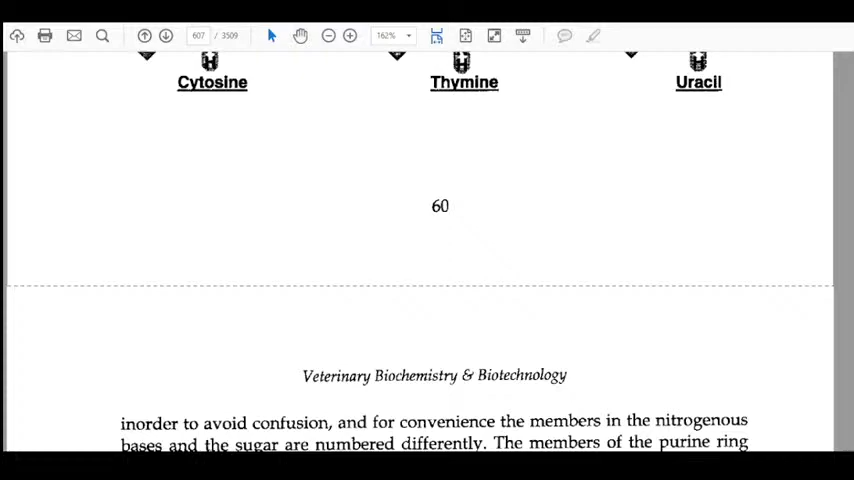 607 / 3509 162%
H H H
Cytosine Thymine Uracil
60
Veterinary Biochemistry & Biotechnology
inorder to avoid confusion, and for convenience the members in the nitrogenous
bases and the sugar are numbered differently. The members of the purine ring